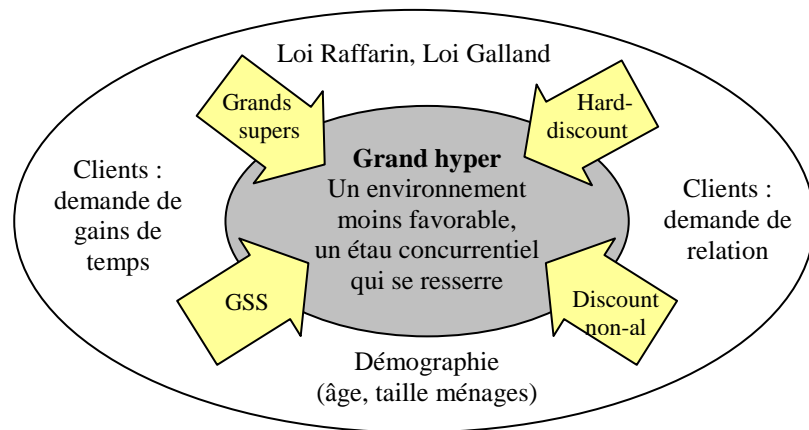 Loi Raffarin, Loi Galland
Grands
supers
Hard-
discount
Grand hyper
Un environnement
moins favorable,
un étau concurrentiel
qui se resserre
Clients :
demande de
gains de
temps
Clients :
demande de
relation
GSS
Discount
non-al
Démographie
(âge, taille ménages)